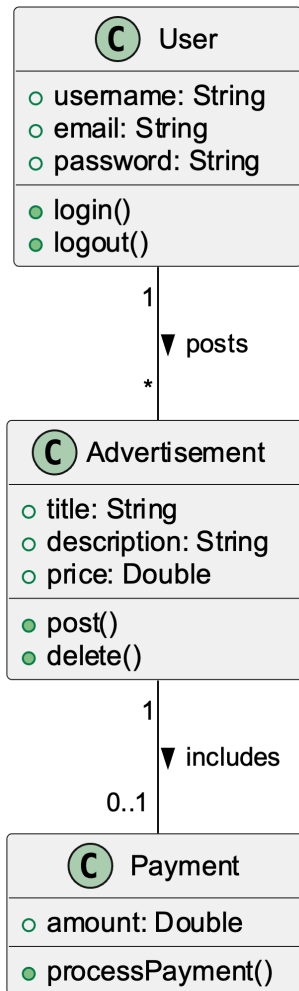 C User
username: String
email: String
password: String
login()
logout()
1
posts
*
C Advertisement
title: String
description: String
price: Double
post()
delete()
1
includes
0..1
C Payment
amount: Double
processPayment()